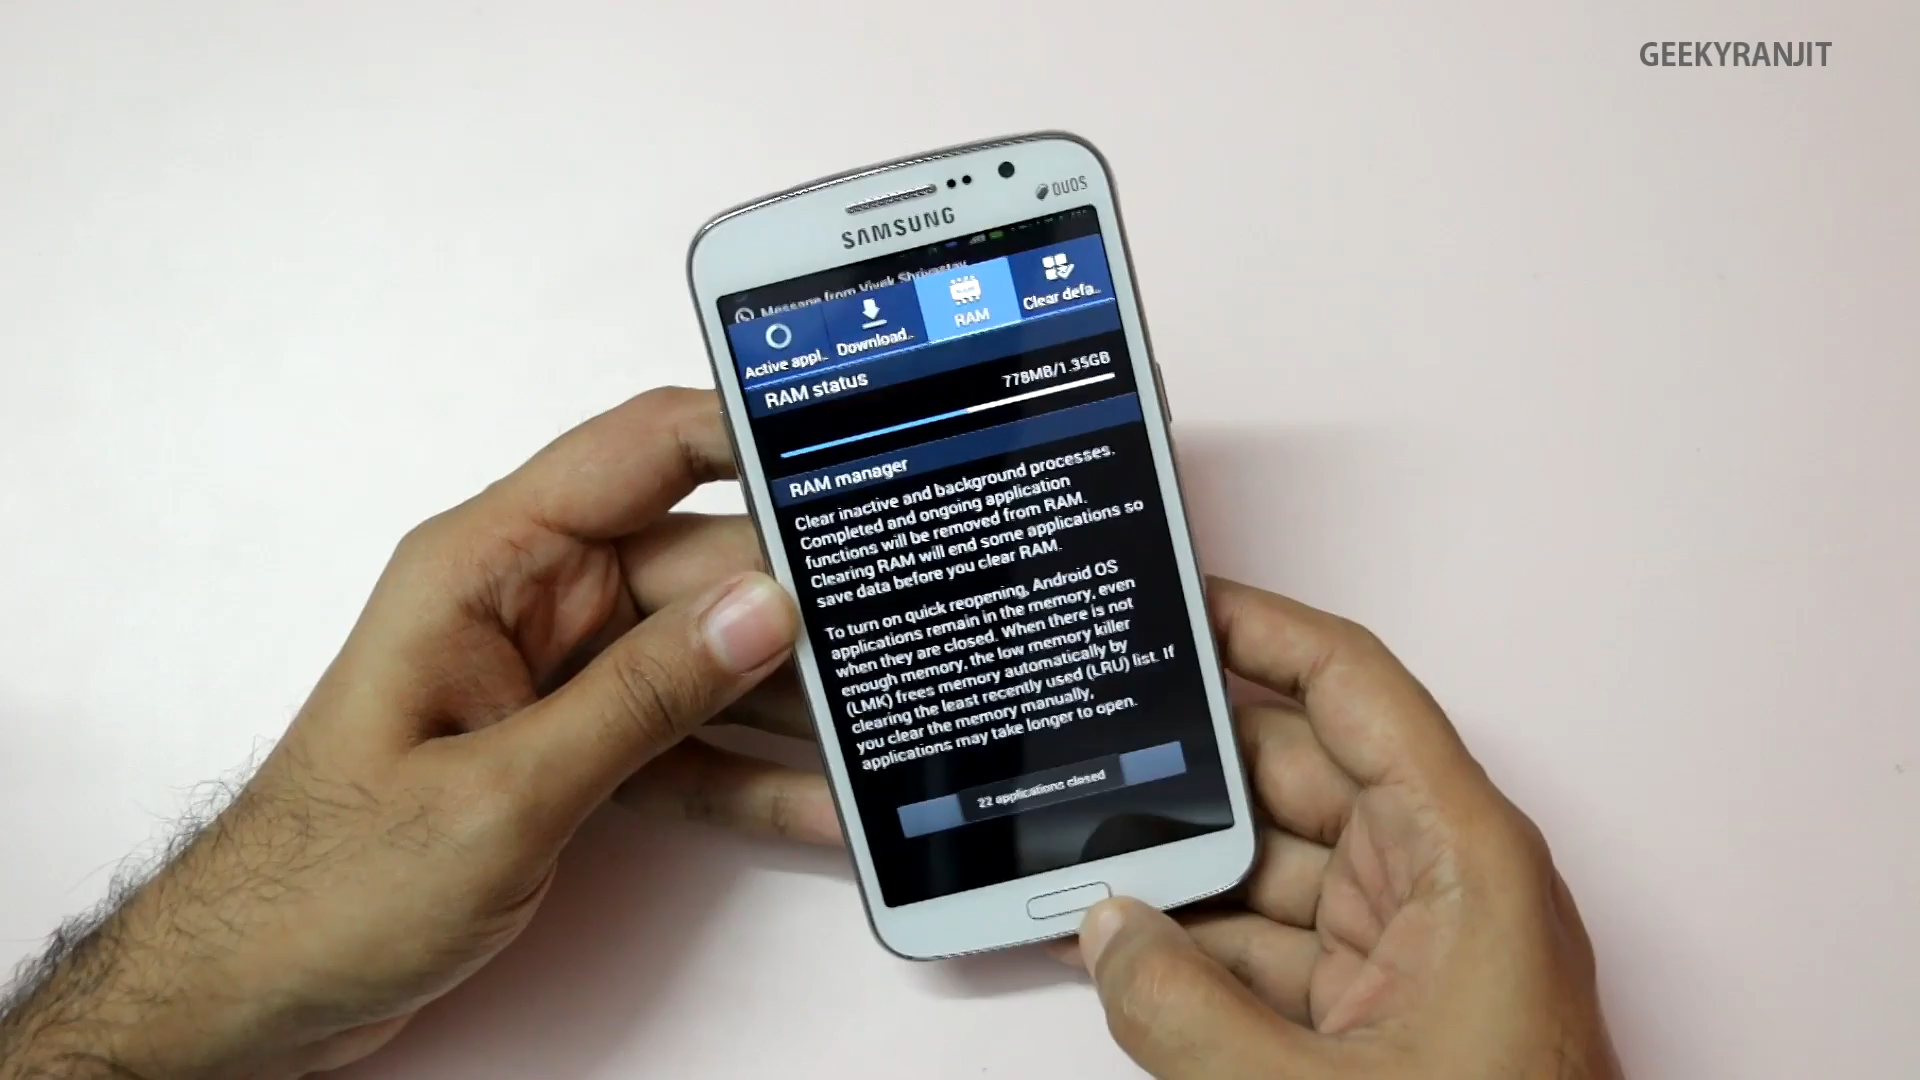 GEEKYRANJIT
DUOS
SAMSUNG
Message from Vivek Shrivastav
Active appl..
Download..
RAM
Clear defa..
RAM status
778MB/1.35GB
RAM manager
Clear inactive and background processes.
Completed and ongoing application
functions will be removed from RAM.
Clearing RAM will end some applications so
save data before you clear RAM.
To turn on quick reopening, Android OS
applications remain in the memory, even
when they are closed. When there is not
enough memory, the low memory killer
(LMK) frees memory automatically by
clearing the least recently used (LRU) list. If
you clear the memory manually,
applications may take longer to open.
22 applications closed